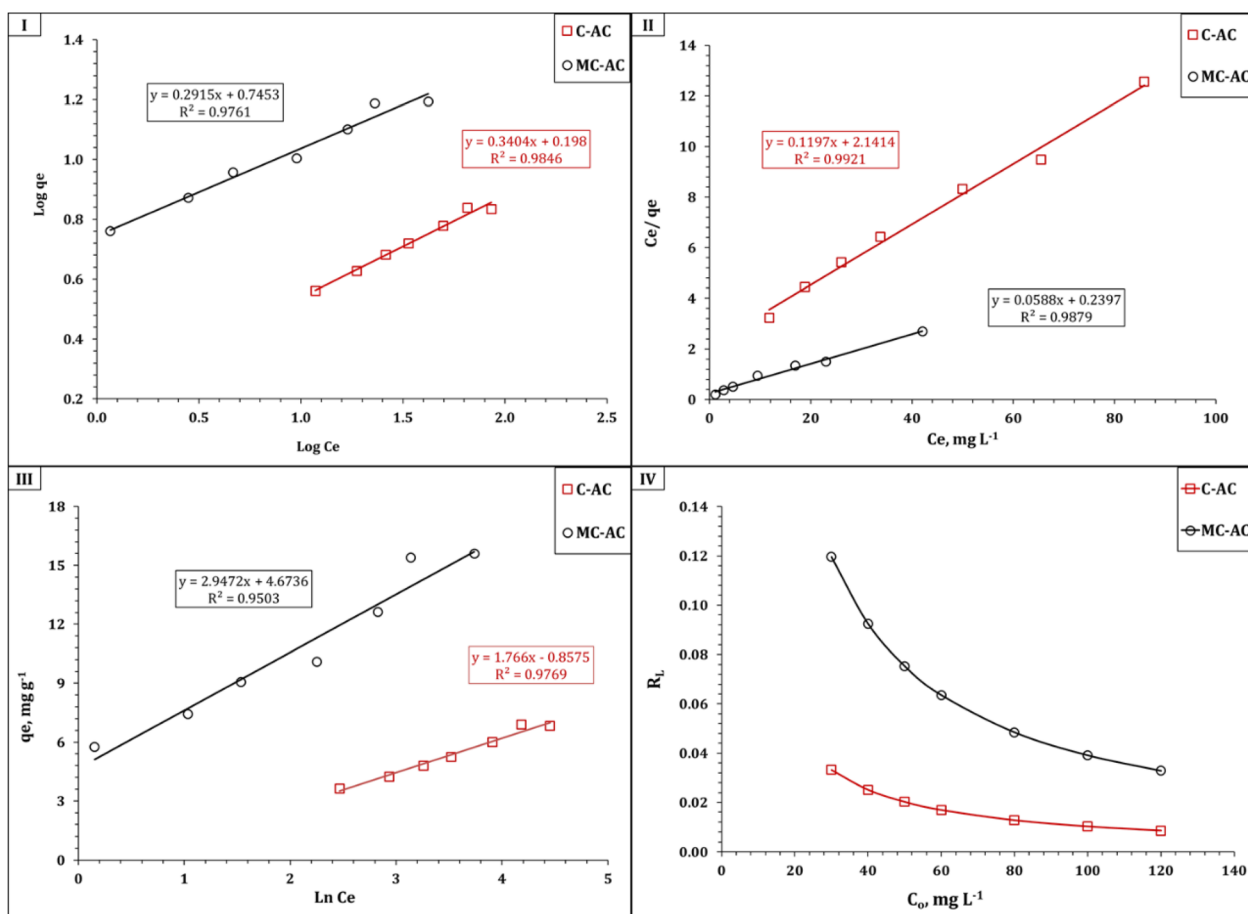 I
C-AC
MC-AC
y = 0.2915x + 0.7453
R² = 0.9761
y = 0.3404x + 0.198
R² = 0.9846
1.4
1.2
1.0
0.8
0.6
0.4
0.2
Log qe
0.0 0.5 1.0 1.5 2.0 2.5
Log Ce
II
C-AC
MC-AC
y = 0.1197x + 2.1414
R² = 0.9921
y = 0.0588x + 0.2397
R² = 0.9879
14
12
10
8
6
4
2
0
Ce/ qe
0 20 40 60 80 100
Ce, mg L⁻¹
III
C-AC
MC-AC
y = 2.9472x + 4.6736
R² = 0.9503
y = 1.766x - 0.8575
R² = 0.9769
18
15
12
9
6
3
0
qe, mg g⁻¹
0 1 2 3 4 5
Ln Ce
IV
C-AC
MC-AC
0.14
0.12
0.10
0.08
0.06
0.04
0.02
0.00
R_L
0 20 40 60 80 100 120 140
C₀, mg L⁻¹